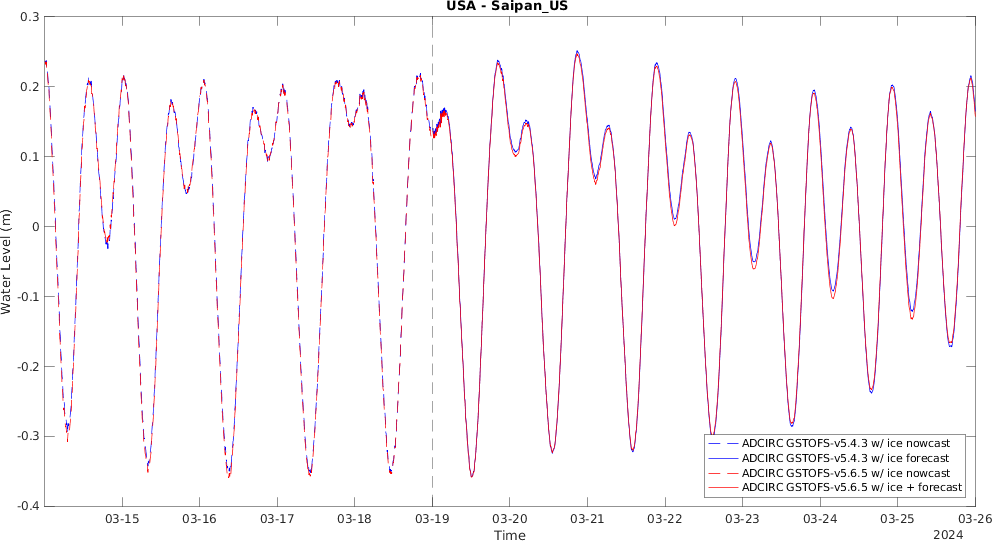 USA - Saipan_US
0.3
0.2
0.1
0
-0.1
-0.2
-0.3
-0.4
Water Level (m)
ADCIRC GSTOFS-v5.4.3 w/ ice nowcast
ADCIRC GSTOFS-v5.4.3 w/ ice forecast
ADCIRC GSTOFS-v5.6.5 w/ ice nowcast
ADCIRC GSTOFS-v5.6.5 w/ ice + forecast
03-15 03-16 03-17 03-18 03-19 03-20 03-21 03-22 03-23 03-24 03-25 03-26
Time
2024